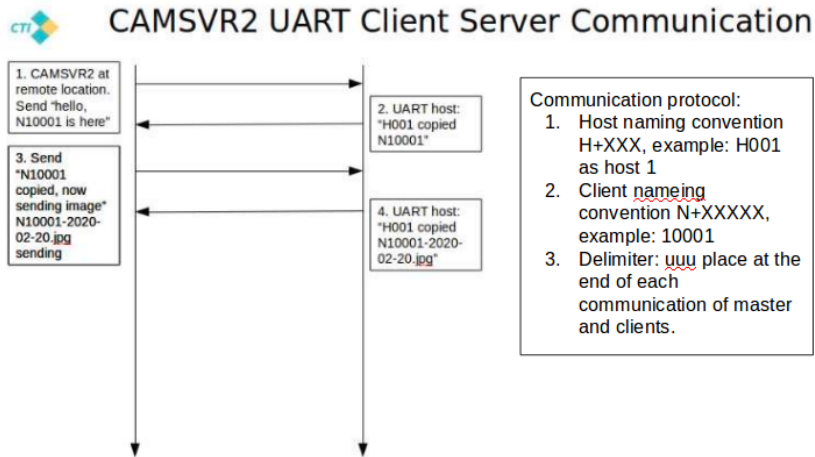 CTI
CAMSVR2 UART Client Server Communication
1. CAMSVR2 at
remote location.
Send "hello,
N10001 is here"
2. UART host:
"H001 copied
N10001"
3. Send
"N10001
copied, now
sending image"
N10001-2020-
02-20.jpg
sending
4. UART host:
"H001 copied
N10001-2020-
02-20.jpg"
Communication protocol:
1. Host naming convention
H+XXX, example: H001
as host 1
2. Client nameing
convention N+XXXXX,
example: 10001
3. Delimiter: uuu place at the
end of each
communication of master
and clients.